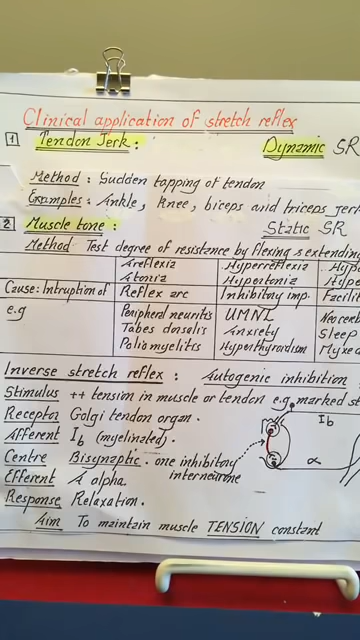 Clinical application of stretch reflex
1 Tendon Jerk: Dynamic SR
Method: Sudden tapping of tendon
Examples: Ankle, knee, biceps and triceps jerk
2 Muscle tone: Static SR
Method Test degree of resistance by flexing & extending
Areflexia Hyperreflexia
Atonia Hypertonia
Cause: Intruption of Reflex arc Inhibitory imp. Facili
e.g Peripheral neuritis UMNL Neocereb
Tabes dorsalis Anxiety Sleep
Poliomyelitis Hyperthyroidism Myxed
Inverse stretch reflex: Autogenic inhibition
Stimulus ++ tension in muscle or tendon e.g marked st
Receptor Golgi tendon organ.
Afferent Ib (myelinated). Ib
Centre Bisynaptic. one inhibitory
interneurone
α
Efferent A alpha.
Response Relaxation.
Aim To maintain muscle TENSION constant